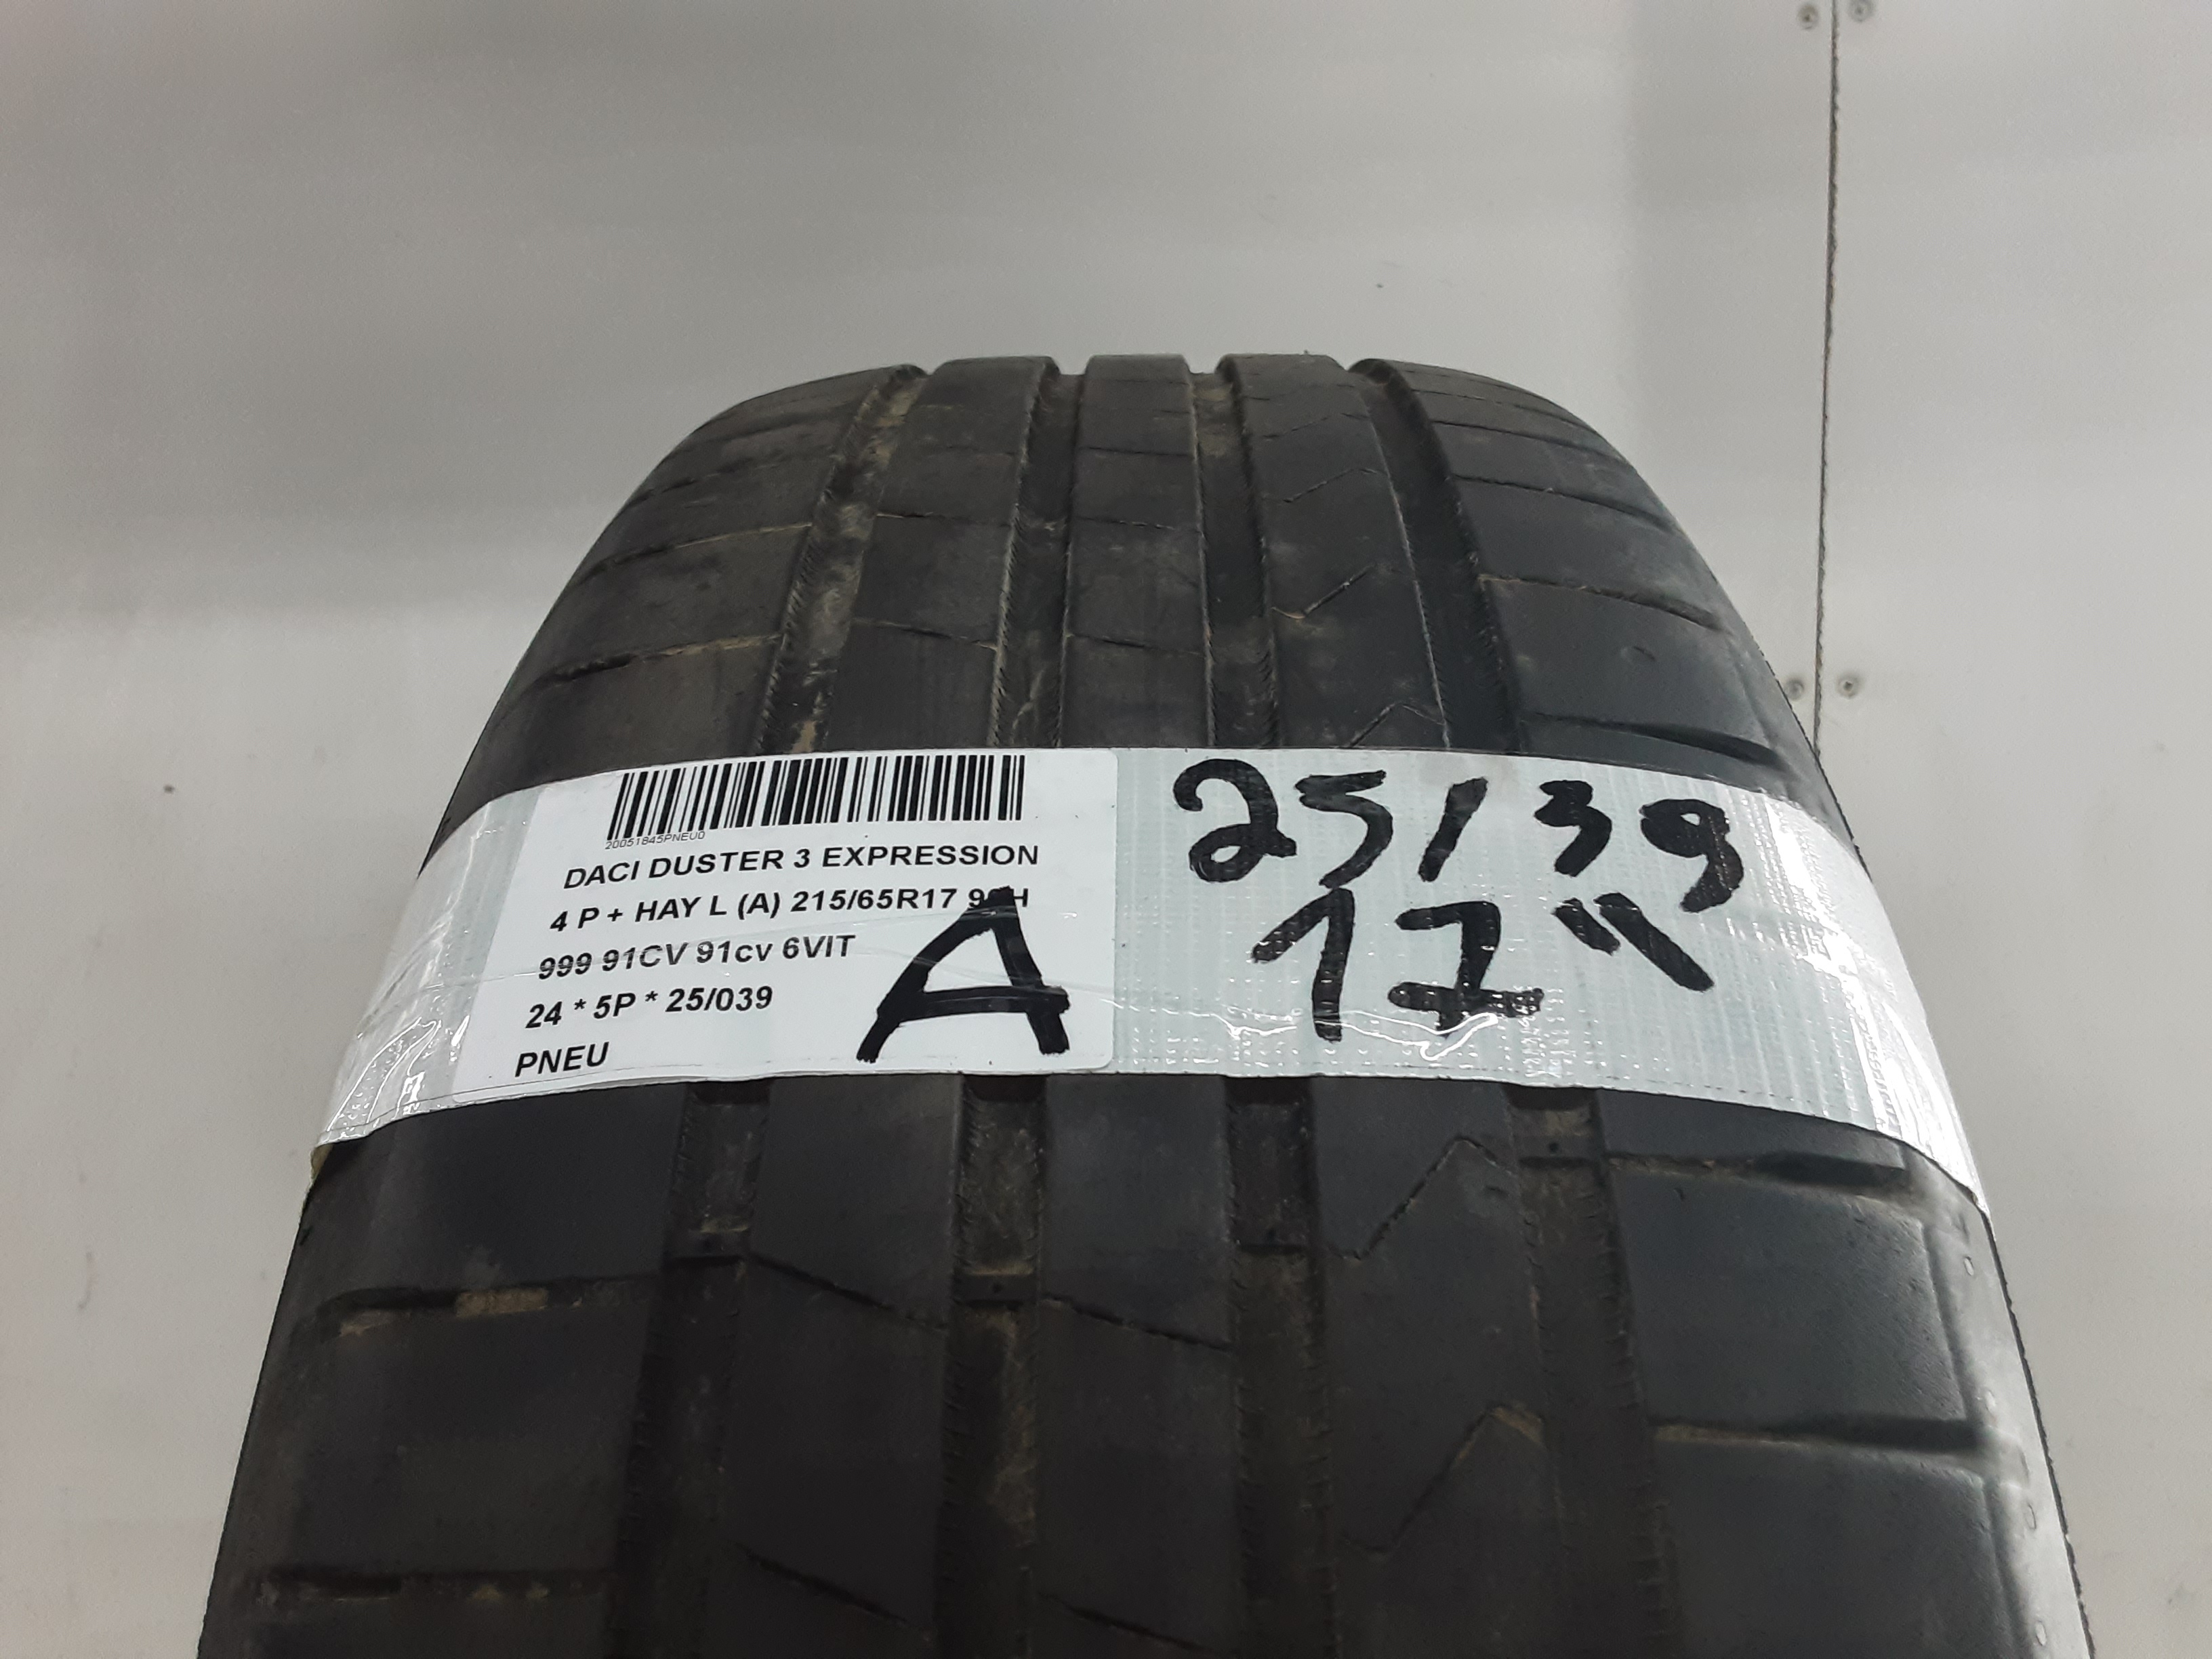 20051845PNEU0
DACI DUSTER 3 EXPRESSION
4 P + HAY L (A) 215/65R17
999 91CV 91cv 6VIT
24 * 5P * 25/039
PNEU
A
25/39
17"